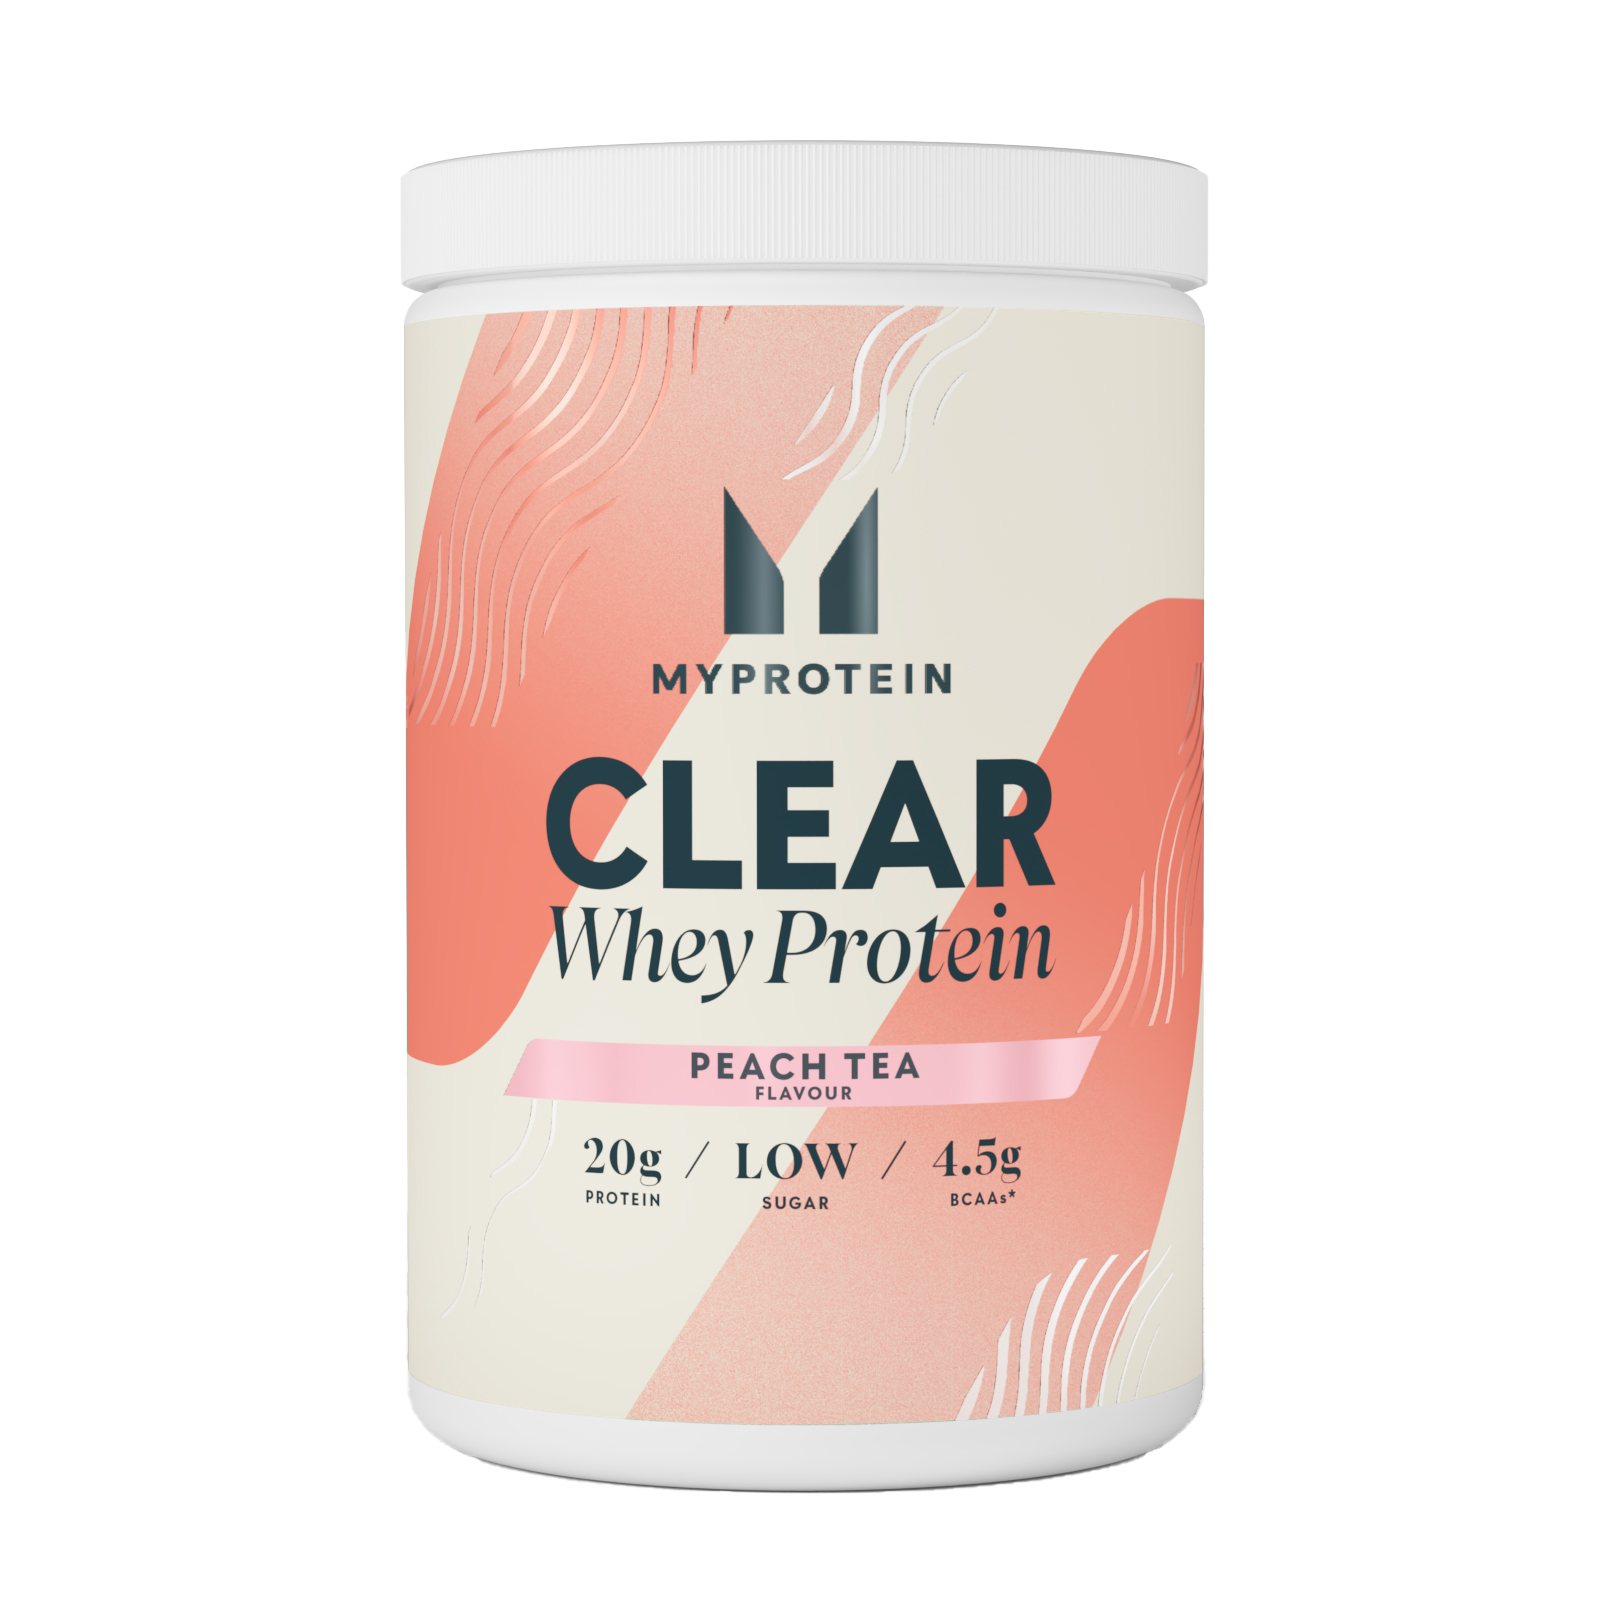 MYPROTEIN
CLEAR
Whey Protein
PEACH TEA
FLAVOUR
20g / LOW / 4.5g
PROTEIN SUGAR BCAAs*